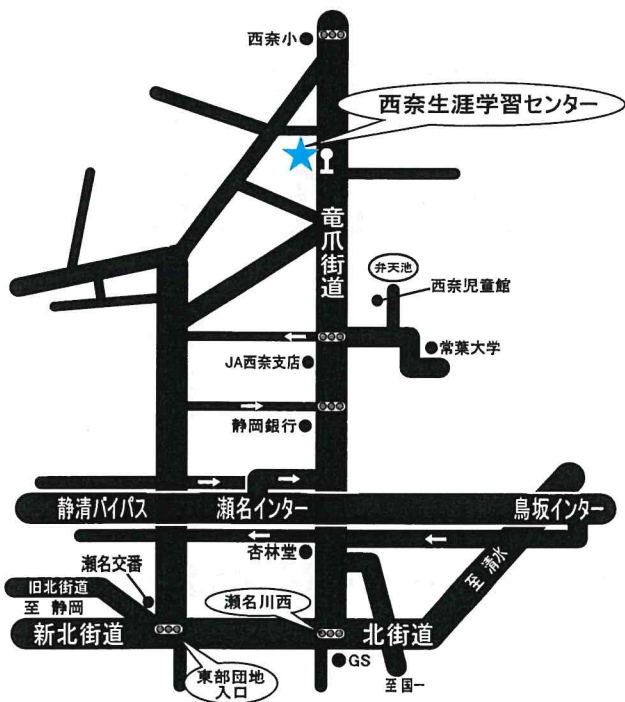 西奈小
西奈生涯学習センター
竜爪街道
弁天池
西奈児童館
常葉大学
JA西奈支店
静岡銀行
静清バイパス
瀬名インター
鳥坂インター
杏林堂
瀬名交番
至 清水
旧北街道
至 静岡
瀬名川西
新北街道
北街道
GS
東部団地
入口
至国一